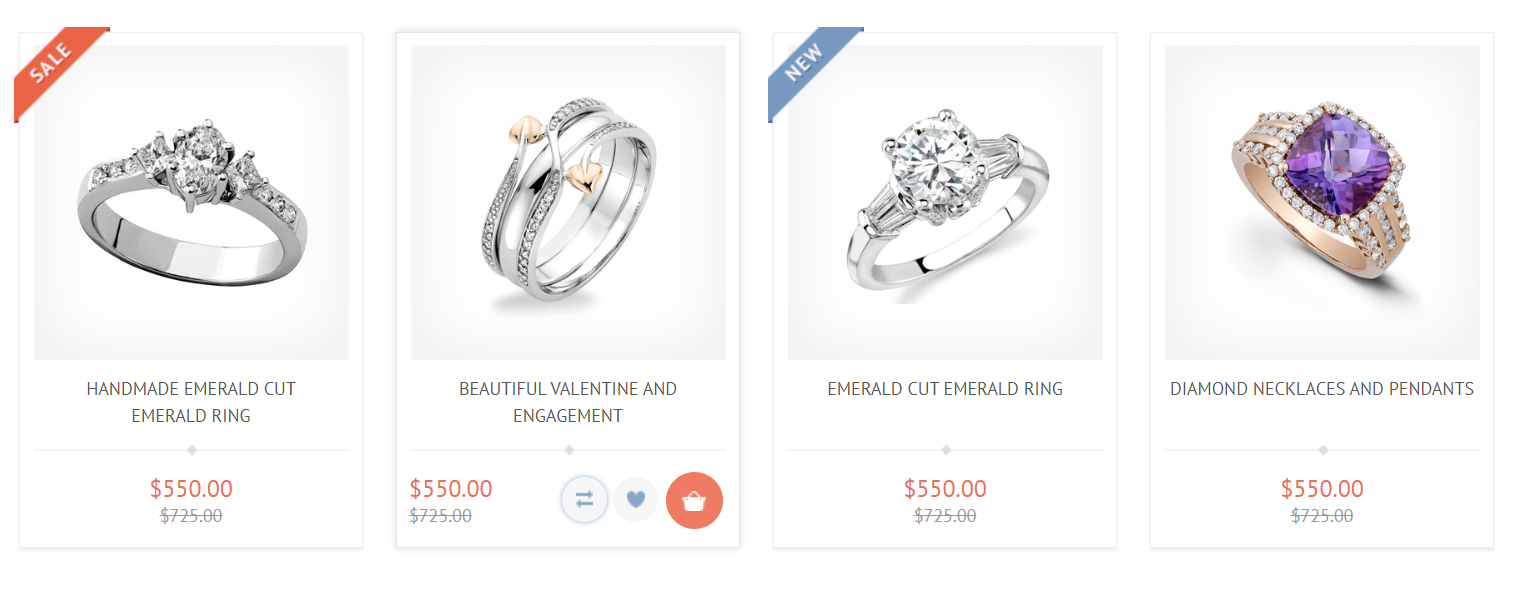 SALE
HANDMADE EMERALD CUT
EMERALD RING
$550.00
$725.00
BEAUTIFUL VALENTINE AND
ENGAGEMENT
$550.00
$725.00
NEW
EMERALD CUT EMERALD RING
$550.00
$725.00
DIAMOND NECKLACES AND PENDANTS
$550.00
$725.00